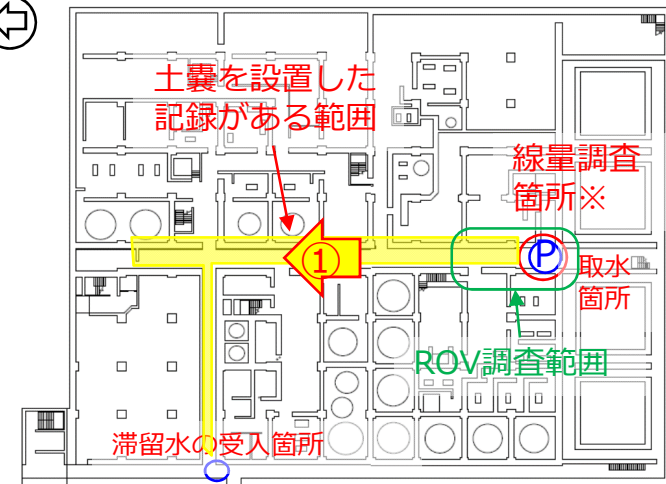 土嚢を設置した
記録がある範囲
線量調査
箇所※
①
P
取水
箇所
ROV調査範囲
滞留水の受入箇所